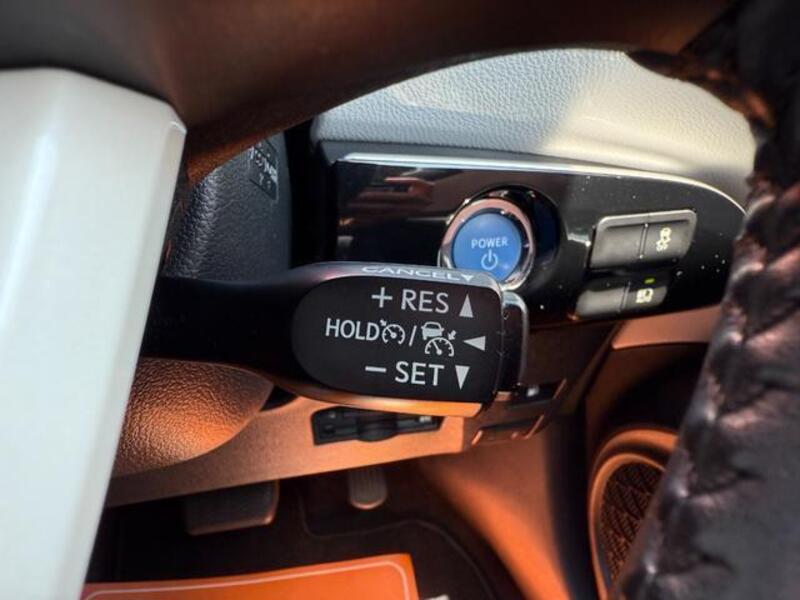 POWER
CANCEL▼
+ RES ▲
HOLD / ◀
− SET ▼